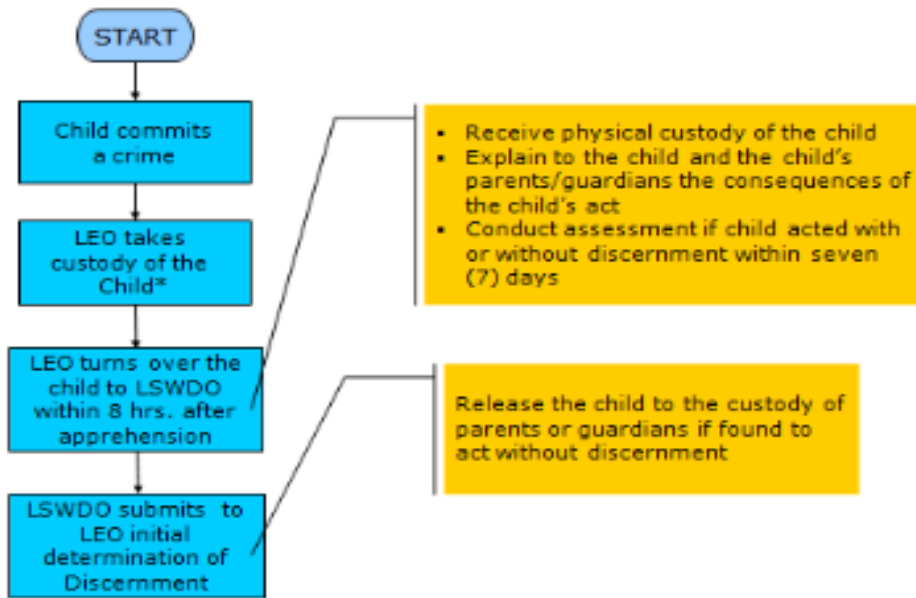 START
Child commits
a crime
LEO takes
custody of the
Child*
LEO turns over the
child to LSWDO
within 8 hrs. after
apprehension
LSWDO submits to
LEO initial
determination of
Discernment
▪ Receive physical custody of the child
▪ Explain to the child and the child's
parents/guardians the consequences of
the child's act
▪ Conduct assessment if child acted with
or without discernment within seven
(7) days
Release the child to the custody of
parents or guardians if found to
act without discernment